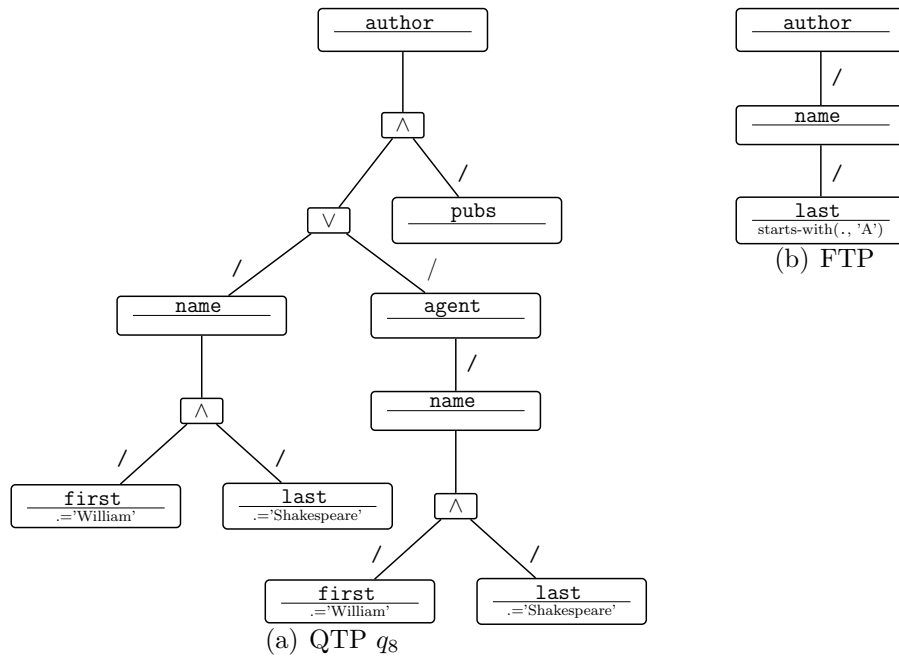 author
author
/
∧
name
/
/
∨
pubs
last
starts-with(., 'A')
(b) FTP
/
/
name
agent
/
∧
name
/
/
first
.='William'
last
.='Shakespeare'
∧
/
/
first
.='William'
last
.='Shakespeare'
(a) QTP q₈